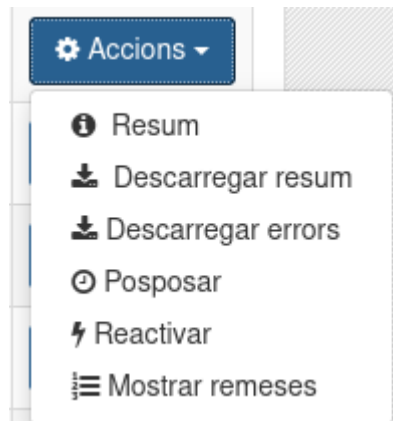 Accions
Resum
Descarregar resum
Descarregar errors
Posposar
Reactivar
Mostrar remeses